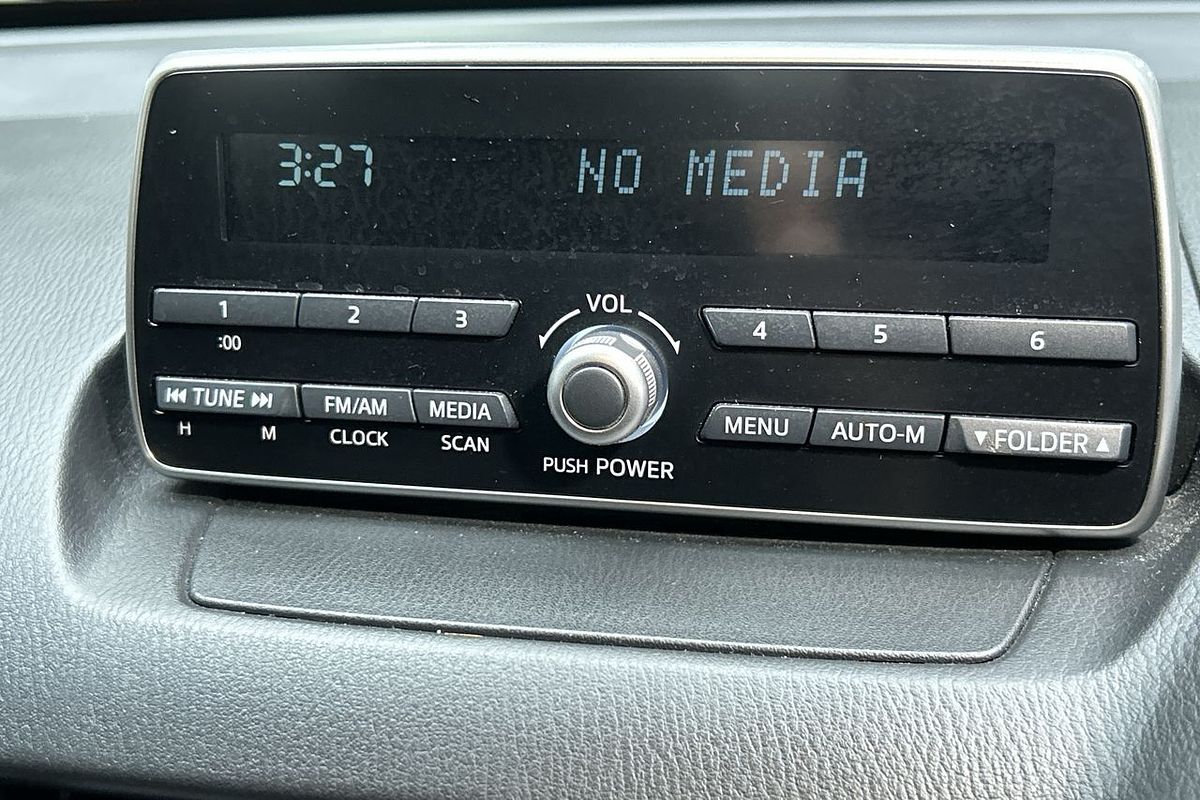 3:27 NO MEDIA
VOL
1 2 3 4 5 6
:00
TUNE FM/AM MEDIA MENU AUTO-M ▼FOLDER▲
H M CLOCK SCAN
PUSH POWER